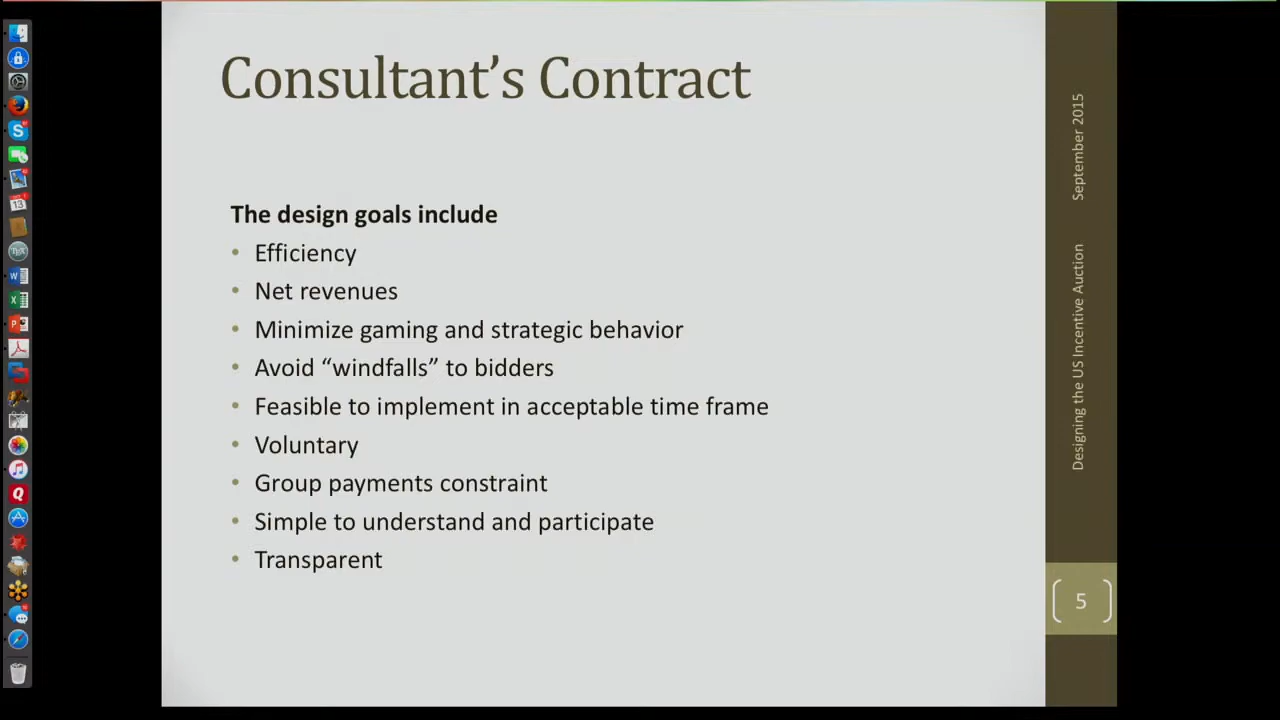 Consultant’s Contract
The design goals include
• Efficiency
• Net revenues
• Minimize gaming and strategic behavior
• Avoid “windfalls” to bidders
• Feasible to implement in acceptable time frame
• Voluntary
• Group payments constraint
• Simple to understand and participate
• Transparent
September 2015
Designing the US Incentive Auction
5
13